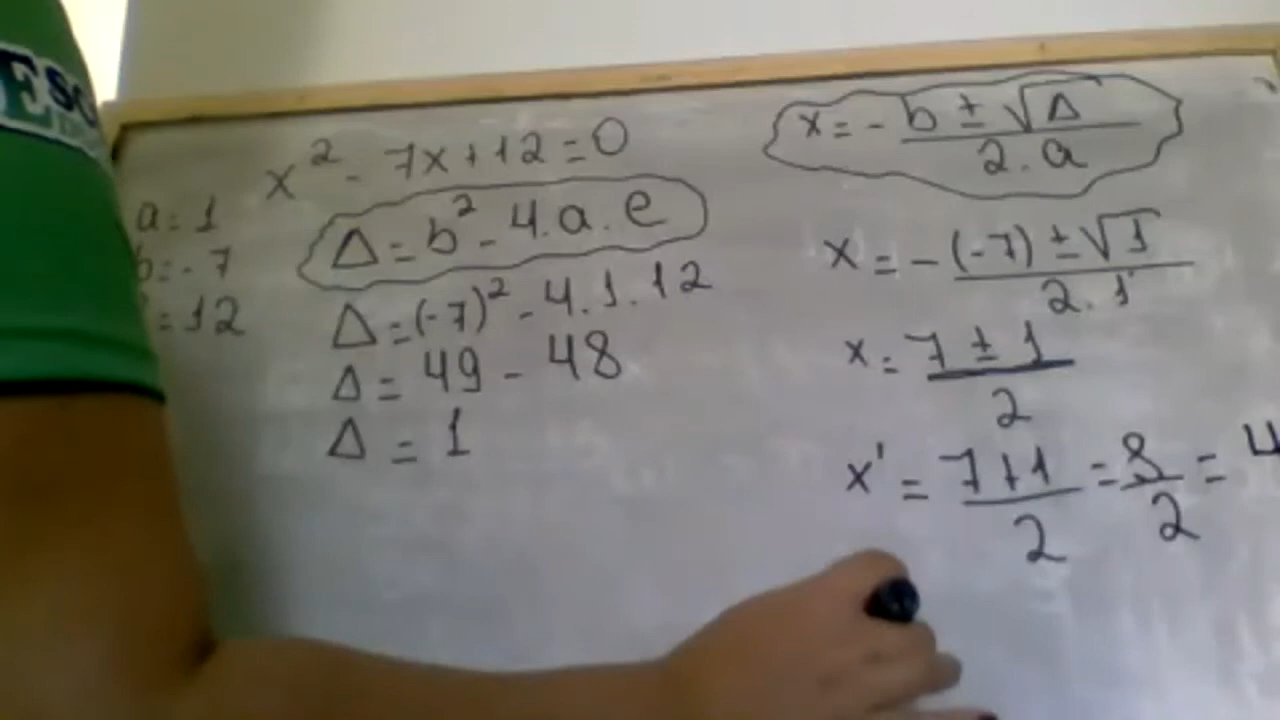 x² - 7x + 12 = 0
a = 1
b = -7
= 12
Δ = b² - 4.a.c
Δ = (-7)² - 4.1.12
Δ = 49 - 48
Δ = 1
x = -b ± √Δ / 2.a
x = -(-7) ± √1 / 2.1
x = 7 ± 1 / 2
x' = 7+1 / 2 = 8 / 2 = 4
ESC